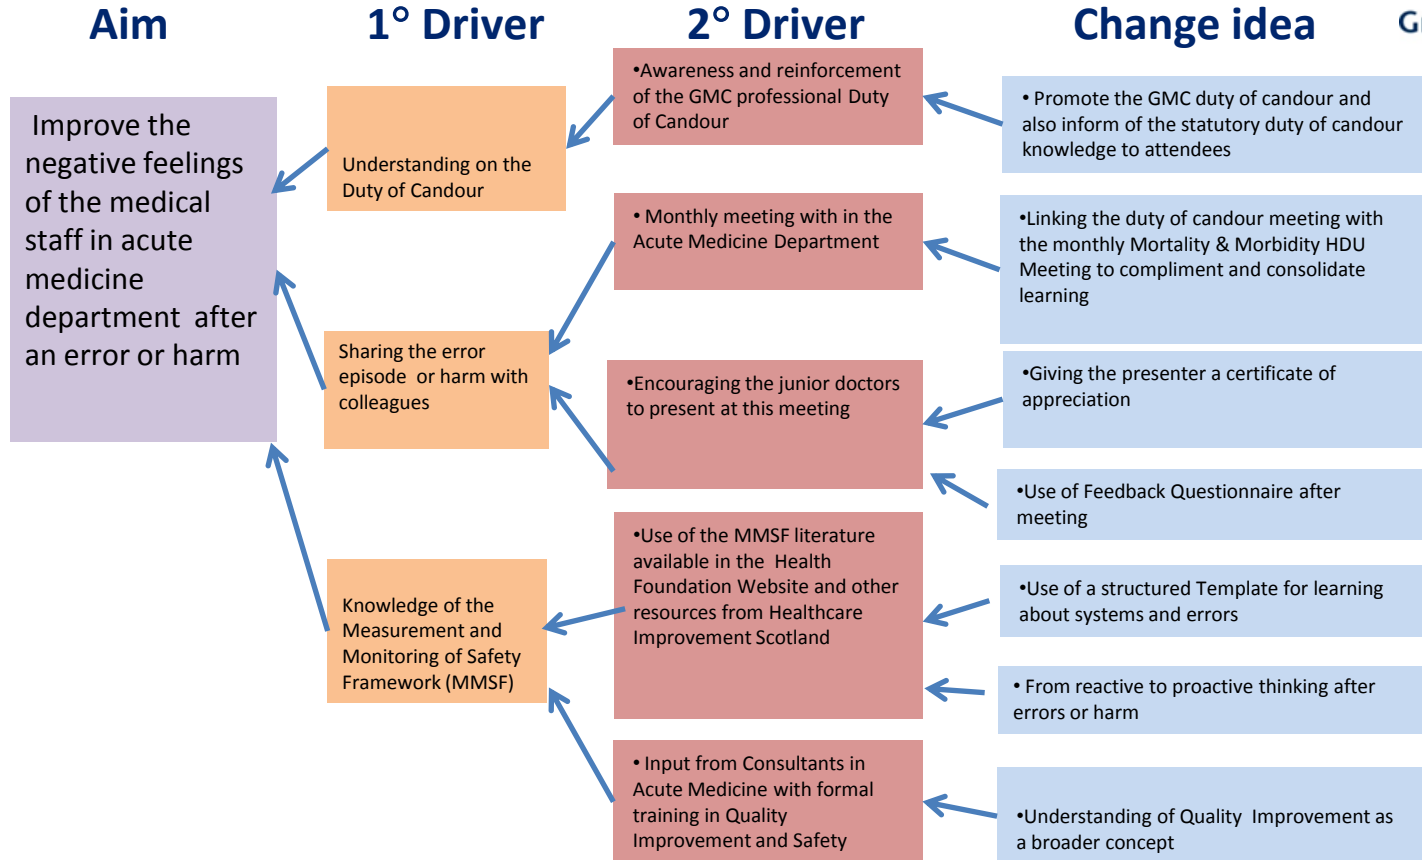 Aim
1° Driver
2° Driver
Change idea
Improve the
negative feelings
of the medical
staff in acute
medicine
department after
an error or harm
Understanding on the
Duty of Candour
Sharing the error
episode or harm with
colleagues
Knowledge of the
Measurement and
Monitoring of Safety
Framework (MMSF)
•Awareness and reinforcement
of the GMC professional Duty
of Candour
• Monthly meeting with in the
Acute Medicine Department
•Encouraging the junior doctors
to present at this meeting
•Use of the MMSF literature
available in the Health
Foundation Website and other
resources from Healthcare
Improvement Scotland
• Input from Consultants in
Acute Medicine with formal
training in Quality
Improvement and Safety
• Promote the GMC duty of candour and
also inform of the statutory duty of candour
knowledge to attendees
•Linking the duty of candour meeting with
the monthly Mortality & Morbidity HDU
Meeting to compliment and consolidate
learning
•Giving the presenter a certificate of
appreciation
•Use of Feedback Questionnaire after
meeting
•Use of a structured Template for learning
about systems and errors
• From reactive to proactive thinking after
errors or harm
•Understanding of Quality Improvement as
a broader concept